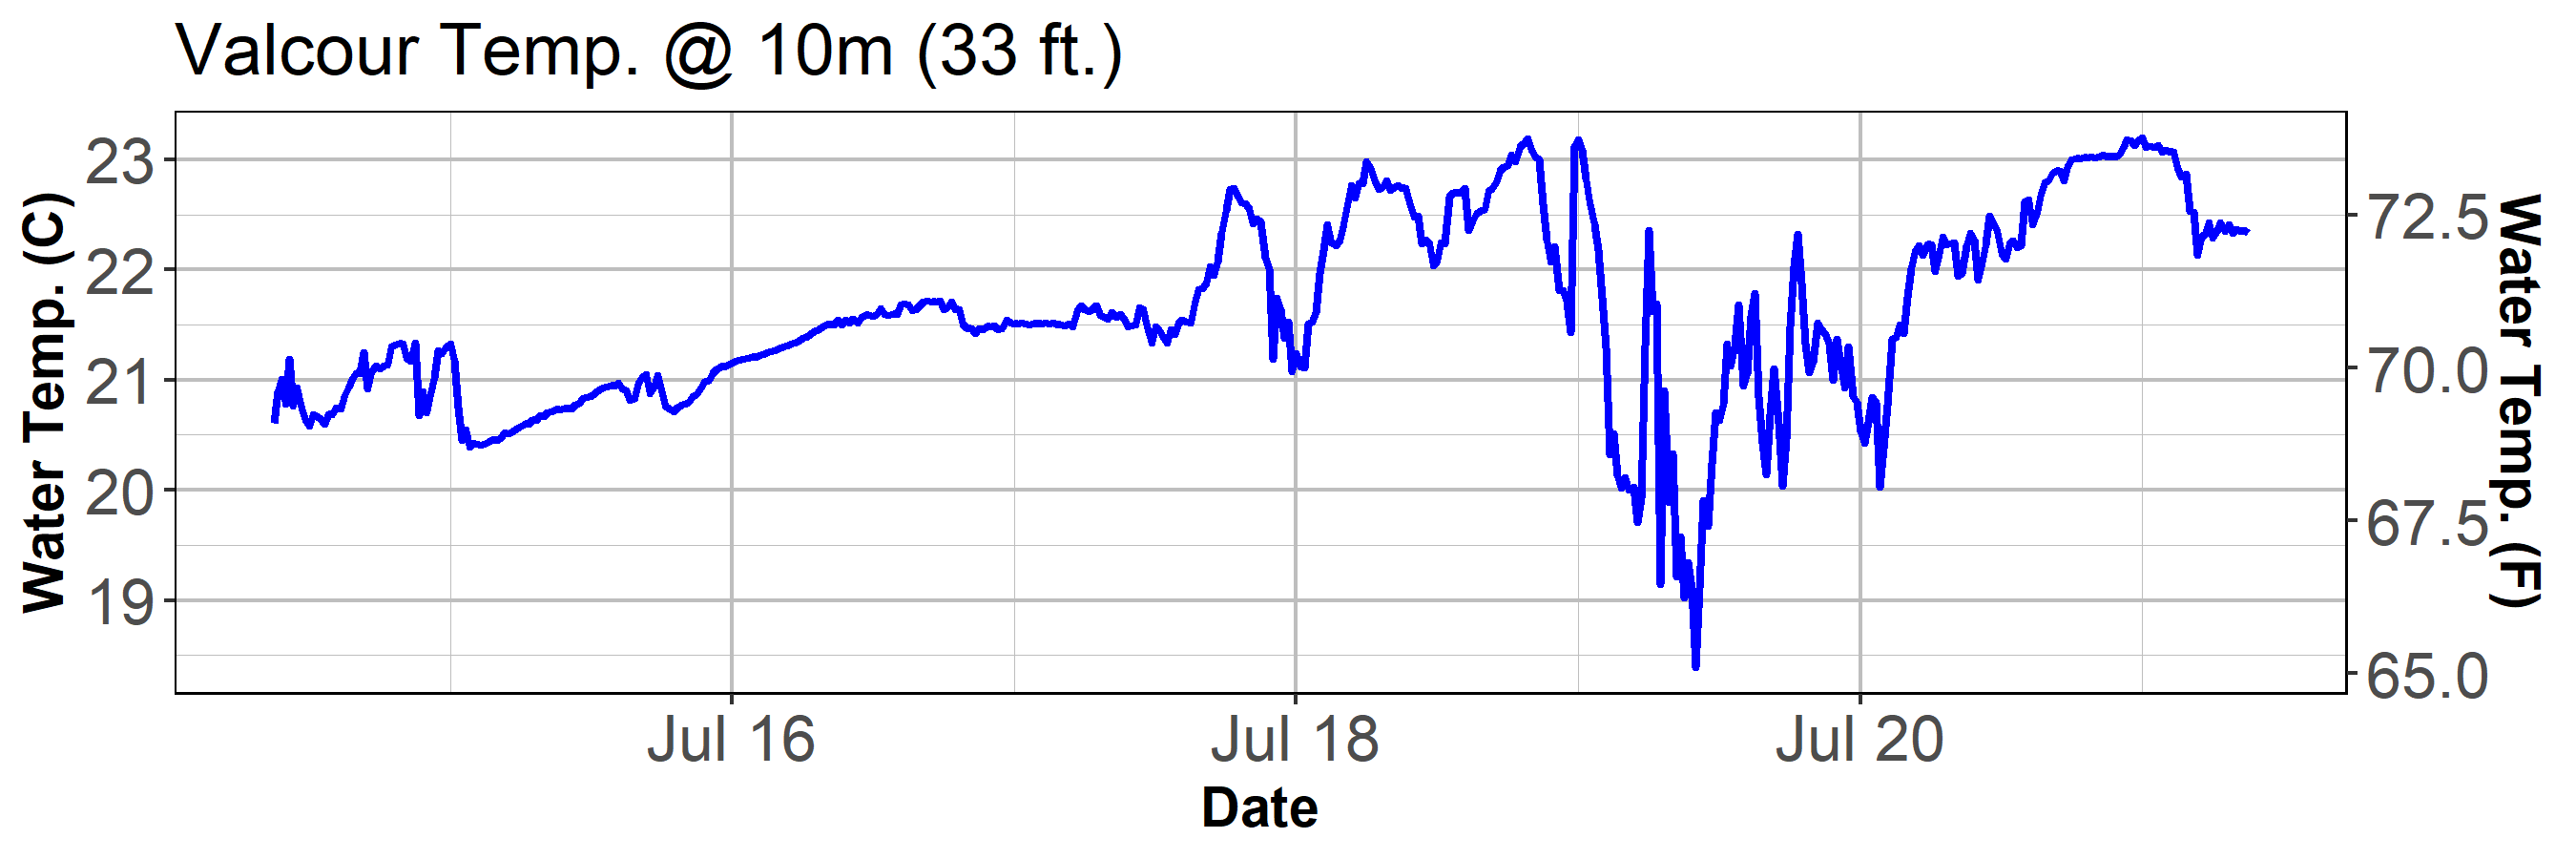 Valcour Temp. @ 10m (33 ft.)
Water Temp. (C)
23
22
21
20
19
72.5
70.0
67.5
65.0
Water Temp. (F)
Jul 16
Jul 18
Jul 20
Date